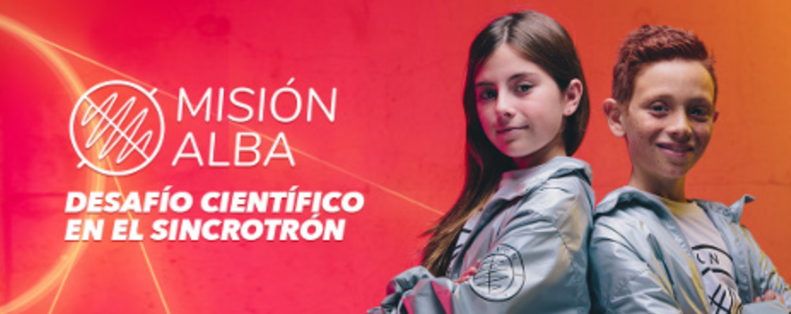 MISIÓN
ALBA
DESAFÍO CIENTÍFICO
EN EL SINCROTRÓN